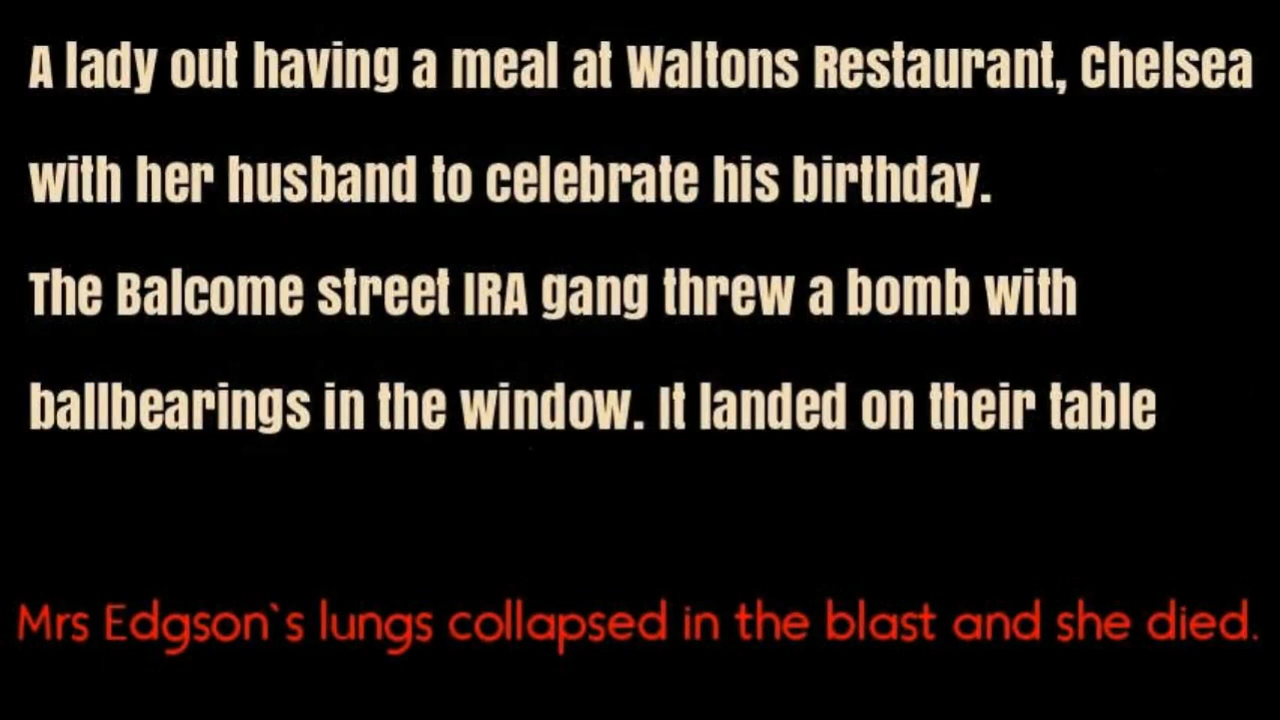 A lady out having a meal at Waltons Restaurant, Chelsea
with her husband to celebrate his birthday.
The Balcome street IRA gang threw a bomb with
ballbearings in the window. It landed on their table
Mrs Edgson`s lungs collapsed in the blast and she died.